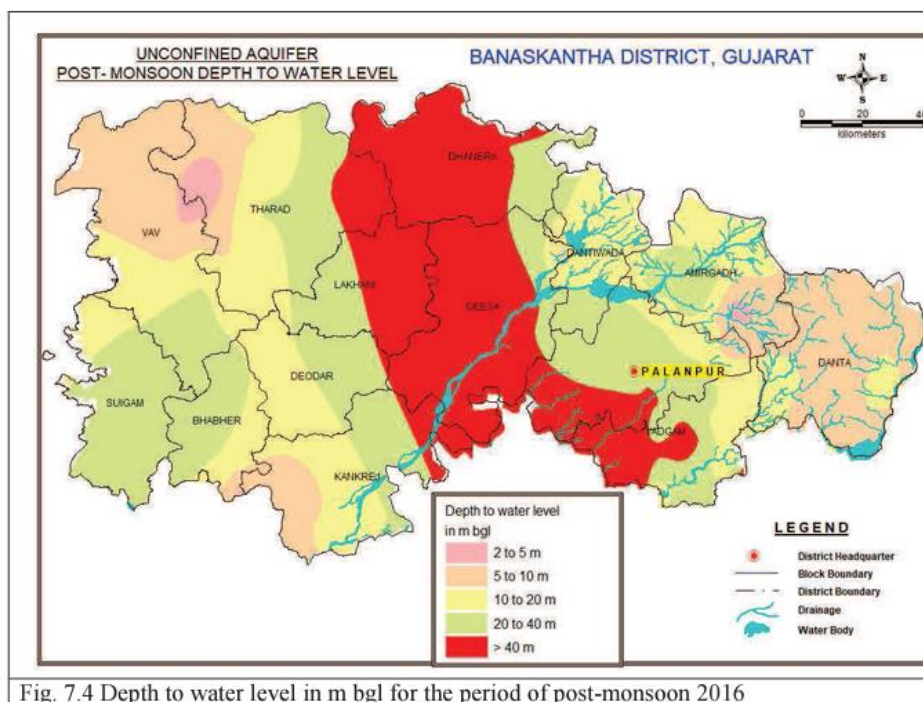 UNCONFINED AQUIFER
POST- MONSOON DEPTH TO WATER LEVEL
BANASKANTHA DISTRICT, GUJARAT
N
W E
S
0 20 40
kilometers
DHANERA
THARAD
VAV
DANTIWADA
AMIRGADH
LAKHANI
DEESA
DANTA
PALANPUR
DEODAR
SUIGAM
BHABHER
KANKREJ
Depth to water level
in m bgl
2 to 5 m
5 to 10 m
10 to 20 m
20 to 40 m
> 40 m
LEGEND
District Headquarter
Block Boundary
District Boundary
Drainage
Water Body
Fig. 7.4 Depth to water level in m bgl for the period of post-monsoon 2016